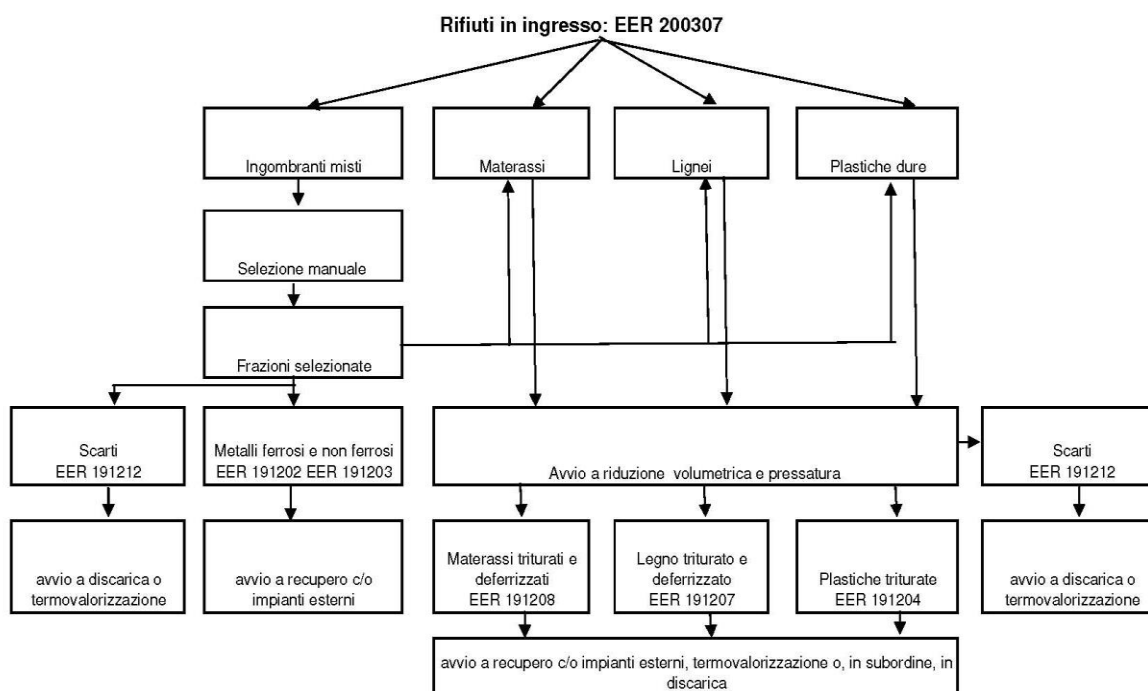 Rifiuti in ingresso: EER 200307
Ingombranti misti
Materassi
Lignei
Plastiche dure
Selezione manuale
Frazioni selezionate
Scarti
EER 191212
Metalli ferrosi e non ferrosi
EER 191202 EER 191203
Avvio a riduzione volumetrica e pressatura
Scarti
EER 191212
avvio a discarica o
termovalorizzazione
avvio a recupero c/o
impianti esterni
Materassi triturati e
deferrizzati
EER 191208
Legno triturato e
deferrizzato
EER 191207
Plastiche triturate
EER 191204
avvio a discarica o
termovalorizzazione
avvio a recupero c/o impianti esterni, termovalorizzazione o, in subordine, in
discarica